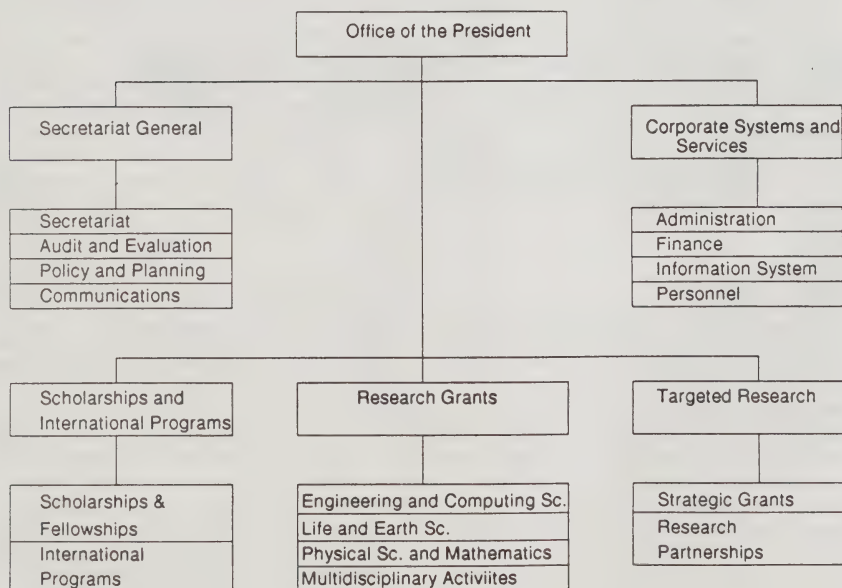 Office of the President
Secretariat General
Corporate Systems and
Services
Secretariat
Audit and Evaluation
Policy and Planning
Communications
Administration
Finance
Information System
Personnel
Scholarships and
International Programs
Research Grants
Targeted Research
Scholarships &
Fellowships
International
Programs
Engineering and Computing Sc.
Life and Earth Sc.
Physical Sc. and Mathematics
Multidisciplinary Activiites
Strategic Grants
Research
Partnerships